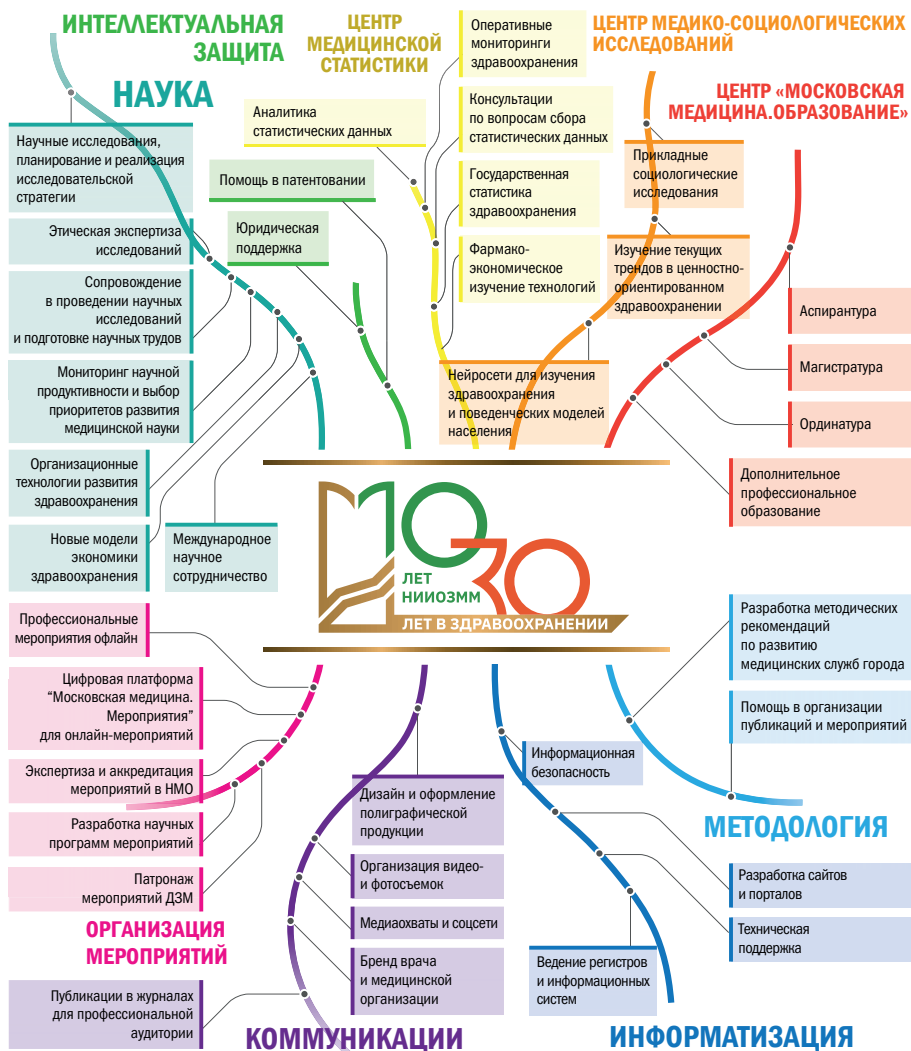 ИНТЕЛЛЕКТУАЛЬНАЯ
ЗАЩИТА
НАУКА
Научные исследования,
планирование и реализация
исследовательской
стратегии
Этическая экспертиза
исследований
Сопровождение
в проведении научных
исследований
и подготовке научных трудов
Мониторинг научной
продуктивности и выбор
приоритетов развития
медицинской науки
Организационные
технологии развития
здравоохранения
Новые модели
экономики
здравоохранения
Международное
научное
сотрудничество
Помощь в патентовании
Юридическая
поддержка
ЦЕНТР
МЕДИЦИНСКОЙ
СТАТИСТИКИ
Аналитика
статистических данных
Оперативные
мониторинги
здравоохранения
Консультации
по вопросам сбора
статистических данных
Государственная
статистика
здравоохранения
Фармако-
экономическое
изучение технологий
ЦЕНТР МЕДИКО-СОЦИОЛОГИЧЕСКИХ
ИССЛЕДОВАНИЙ
Прикладные
социологические
исследования
Изучение текущих
трендов в ценностно-
ориентированном
здравоохранении
Нейросети для изучения
здравоохранения
и поведенческих моделей
населения
ЦЕНТР «МОСКОВСКАЯ
МЕДИЦИНА.ОБРАЗОВАНИЕ»
Аспирантура
Магистратура
Ординатура
Дополнительное
профессиональное
образование
10
30
ЛЕТ
НИИОЗММ
ЛЕТ В ЗДРАВООХРАНЕНИИ
Профессиональные
мероприятия офлайн
Цифровая платформа
“Московская медицина.
Мероприятия”
для онлайн-мероприятий
Экспертиза и аккредитация
мероприятий в НМО
Разработка научных
программ мероприятий
Патронаж
мероприятий ДЗМ
ОРГАНИЗАЦИЯ
МЕРОПРИЯТИЙ
Дизайн и оформление
полиграфической
продукции
Организация видео-
и фотосъемок
Медиаохваты и соцсети
Бренд врача
и медицинской
организации
Публикации в журналах
для профессиональной
аудитории
КОММУНИКАЦИИ
Информационная
безопасность
Разработка сайтов
и порталов
Техническая
поддержка
Ведение регистров
и информационных
систем
ИНФОРМАТИЗАЦИЯ
Разработка методических
рекомендаций
по развитию
медицинских служб города
Помощь в организации
публикаций и мероприятий
МЕТОДОЛОГИЯ